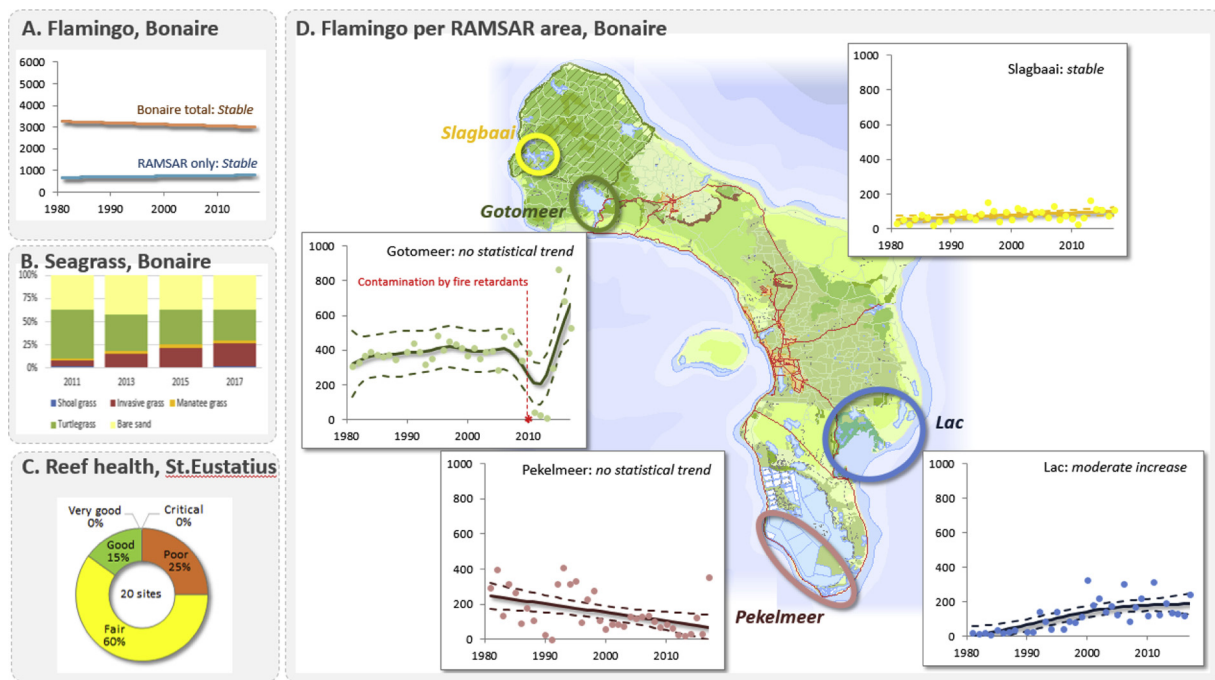 A. Flamingo, Bonaire
6000
5000
4000
3000
2000
1000
0
Bonaire total: Stable
RAMSAR only: Stable
1980 1990 2000 2010
B. Seagrass, Bonaire
100%
75%
50%
25%
0%
2011 2013 2015 2017
Shoal grass Invasive grass Manatee grass
Turtlegrass Bare sand
C. Reef health, St.Eustatius
Very good
0%
Critical
0%
Good
15%
Poor
25%
20 sites
Fair
60%
D. Flamingo per RAMSAR area, Bonaire
Slagbaai
Gotomeer
Lac
Pekelmeer
Slagbaai: stable
1000
800
600
400
200
0
1980 1990 2000 2010
Gotomeer: no statistical trend
Contamination by fire retardants
1000
800
600
400
200
0
1980 1990 2000 2010
Pekelmeer: no statistical trend
1000
800
600
400
200
0
1980 1990 2000 2010
Lac: moderate increase
1000
800
600
400
200
0
1980 1990 2000 2010